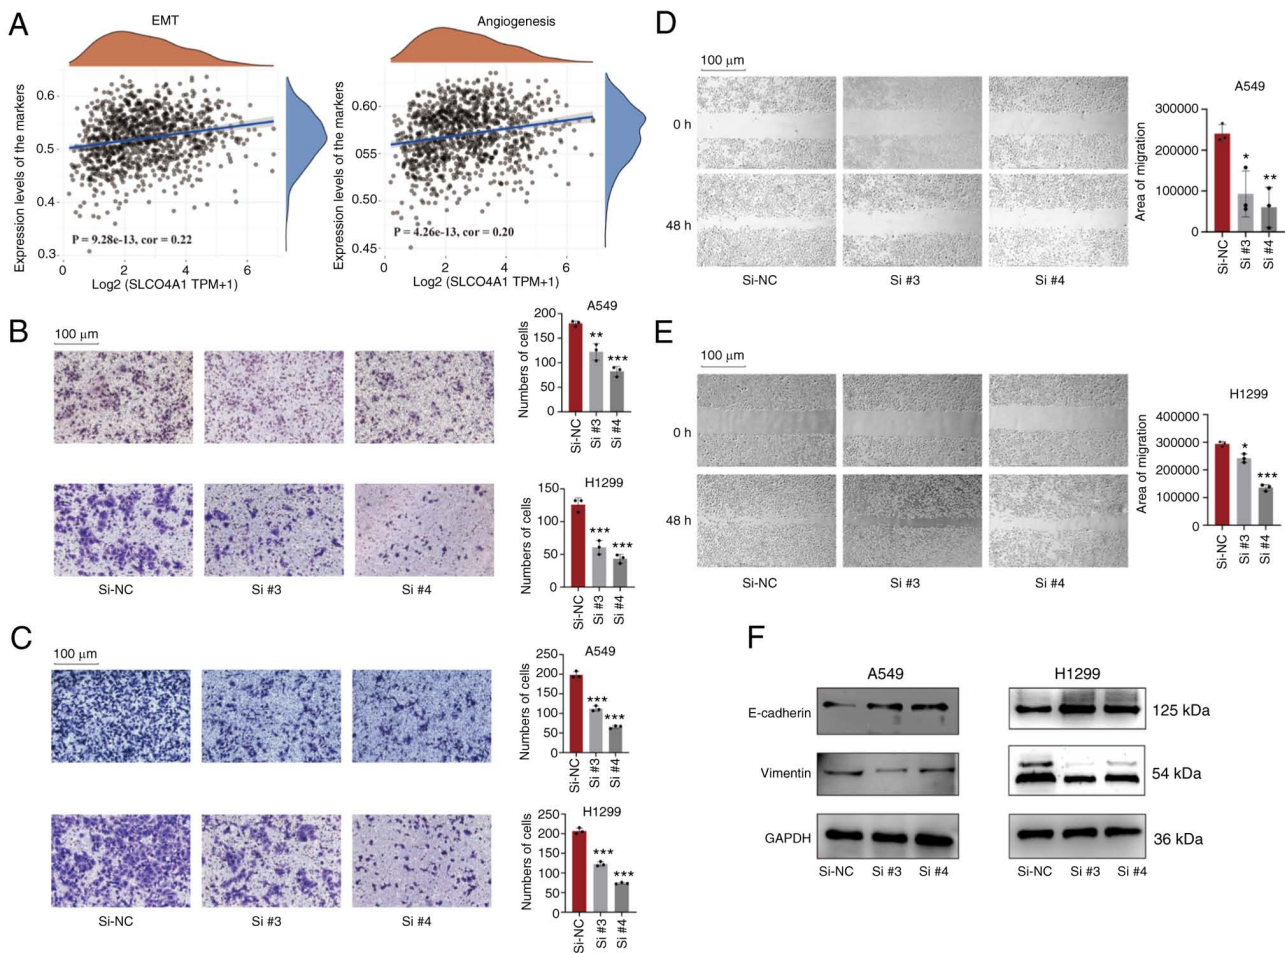 A
EMT
Expression levels of the markers
0.6
0.5
0.4
0.3
P = 9.28e-13, cor = 0.22
0
2
4
6
Log2 (SLCO4A1 TPM+1)
Angiogenesis
Expression levels of the markers
0.60
055
0.50
0.45
P = 4.26e-13, cor = 0.20
0
2
4
6
Log2 (SLCO4A1 TPM+1)
B
100 µm
A549
Numbers of cells
200
150
100
50
0
**
***
Si-NC
Si #3
Si #4
H1299
Numbers of cells
150
100
50
0
***
***
Si-NC
Si #3
Si #4
Si-NC
Si #3
Si #4
C
100 µm
A549
Numbers of cells
250
200
150
100
50
0
***
***
Si-NC
Si #3
Si #4
H1299
Numbers of cells
250
200
150
100
50
0
***
***
Si-NC
Si #3
Si #4
Si-NC
Si #3
Si #4
D
100 µm
0 h
48 h
Si-NC
Si #3
Si #4
A549
Area of migration
300000
200000
100000
0
*
**
Si-NC
Si #3
Si #4
E
100 µm
0 h
48 h
Si-NC
Si #3
Si #4
H1299
Area of migration
400000
300000
200000
100000
0
*
***
Si-NC
Si #3
Si #4
F
A549
H1299
E-cadherin
125 kDa
Vimentin
54 kDa
GAPDH
36 kDa
Si-NC
Si #3
Si #4
Si-NC
Si #3
Si #4